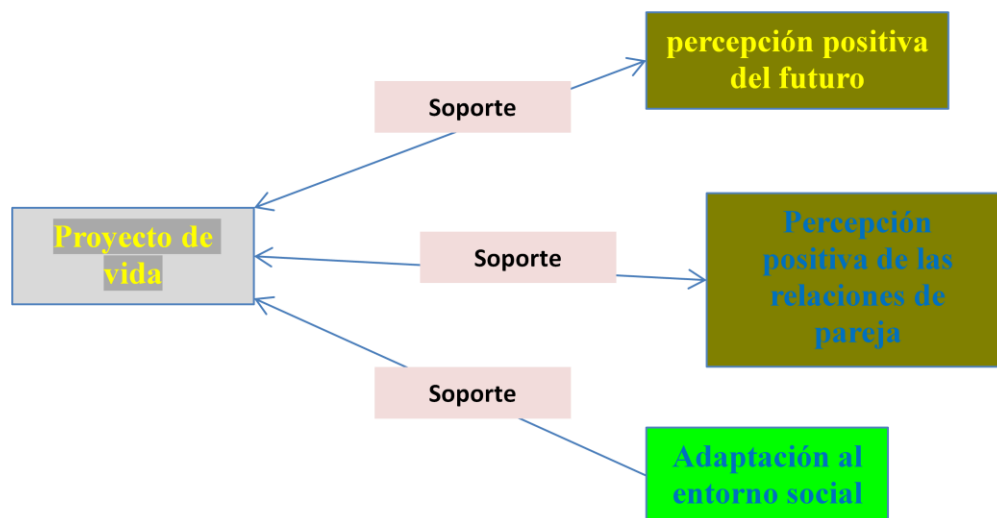 percepción positiva
del futuro
Soporte
Proyecto de
vida
Soporte
Percepción
positiva de las
relaciones de
pareja
Soporte
Adaptación al
entorno social